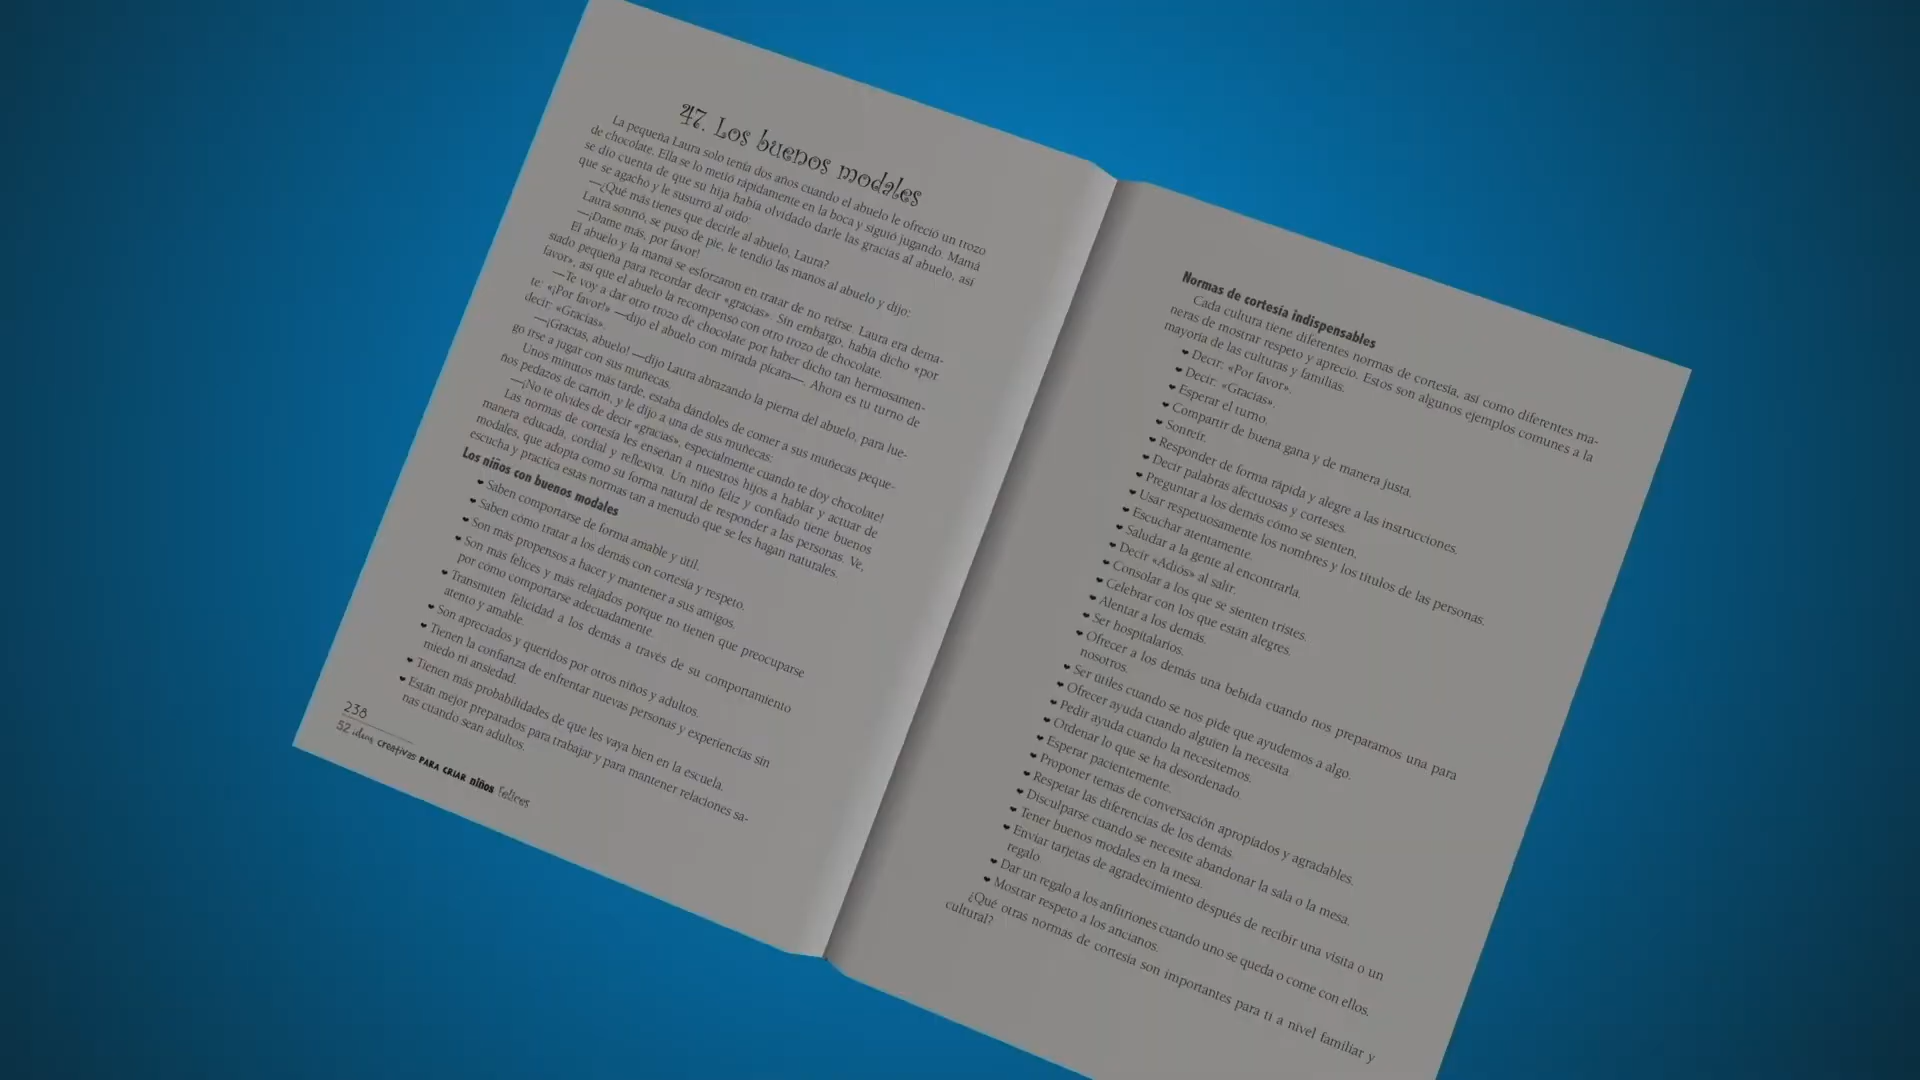 47. Los buenos modales
La pequeña Laura solo tenía dos años cuando el abuelo le ofreció un trozo
de chocolate. Ella se lo metió rápidamente en la boca y siguió jugando. Mamá
se dio cuenta de que su hija había olvidado darle las gracias al abuelo, así
que se agachó y le susurró al oído:
—¿Qué más tienes que decirle al abuelo, Laura?
Laura sonrió, se puso de pie, le tendió las manos al abuelo y dijo:
—¡Dame más, por favor!
El abuelo y la mamá se esforzaron en tratar de no reírse. Laura era dema-
siado pequeña para recordar decir «gracias». Sin embargo, había dicho «por
favor», así que el abuelo la recompensó con otro trozo de chocolate.
—Te voy a dar otro trozo de chocolate por haber dicho tan hermosamen-
te: «¡Por favor!» —dijo el abuelo con mirada pícara—. Ahora es tu turno de
decir: «Gracias».
—¡Gracias, abuelo! —dijo Laura abrazando la pierna del abuelo, para lue-
go irse a jugar con sus muñecas.
Unos minutos más tarde, estaba dándoles de comer a sus muñecas peque-
ños pedazos de cartón, y le dijo a una de sus muñecas:
—¡No te olvides de decir «gracias», especialmente cuando te doy chocolate!
Las normas de cortesía les enseñan a nuestros hijos a hablar y actuar de
manera educada, cordial y reflexiva. Un niño feliz y confiado tiene buenos
modales, que adopta como su forma natural de responder a las personas. Ve,
escucha y practica estas normas tan a menudo que se les hagan naturales.
Los niños con buenos modales
❤ Saben comportarse de forma amable y útil.
❤ Saben cómo tratar a los demás con cortesía y respeto.
❤ Son más propensos a hacer y mantener a sus amigos.
❤ Son más felices y más relajados porque no tienen que preocuparse
por cómo comportarse adecuadamente.
❤ Transmiten felicidad a los demás a través de su comportamiento
atento y amable.
❤ Son apreciados y queridos por otros niños y adultos.
❤ Tienen la confianza de enfrentar nuevas personas y experiencias sin
miedo ni ansiedad.
❤ Tienen más probabilidades de que les vaya bien en la escuela.
❤ Están mejor preparados para trabajar y para mantener relaciones sa-
nas cuando sean adultos.
238
52 ideas creativas PARA CRIAR niños felices
Normas de cortesía indispensables
Cada cultura tiene diferentes normas de cortesía, así como diferentes ma-
neras de mostrar respeto y aprecio. Estos son algunos ejemplos comunes a la
mayoría de las culturas y familias.
❤ Decir: «Por favor».
❤ Decir: «Gracias».
❤ Esperar el turno.
❤ Compartir de buena gana y de manera justa.
❤ Sonreír.
❤ Responder de forma rápida y alegre a las instrucciones.
❤ Decir palabras afectuosas y corteses.
❤ Preguntar a los demás cómo se sienten.
❤ Usar respetuosamente los nombres y los títulos de las personas.
❤ Escuchar atentamente.
❤ Saludar a la gente al encontrarla.
❤ Decir «Adiós» al salir.
❤ Consolar a los que se sienten tristes.
❤ Celebrar con los que están alegres.
❤ Alentar a los demás.
❤ Ser hospitalarios.
❤ Ofrecer a los demás una bebida cuando nos preparamos una para
nosotros.
❤ Ser útiles cuando se nos pide que ayudemos a algo.
❤ Ofrecer ayuda cuando alguien la necesita
❤ Pedir ayuda cuando la necesitemos.
❤ Ordenar lo que se ha desordenado.
❤ Esperar pacientemente.
❤ Proponer temas de conversación apropiados y agradables.
❤ Respetar las diferencias de los demás.
❤ Disculparse cuando se necesite abandonar la sala o la mesa.
❤ Tener buenos modales en la mesa.
❤ Enviar tarjetas de agradecimiento después de recibir una visita o un
regalo
❤ Dar un regalo a los anfitriones cuando uno se queda o come con ellos.
❤ Mostrar respeto a los ancianos.
¿Qué otras normas de cortesía son importantes para ti a nivel familiar y
cultural?